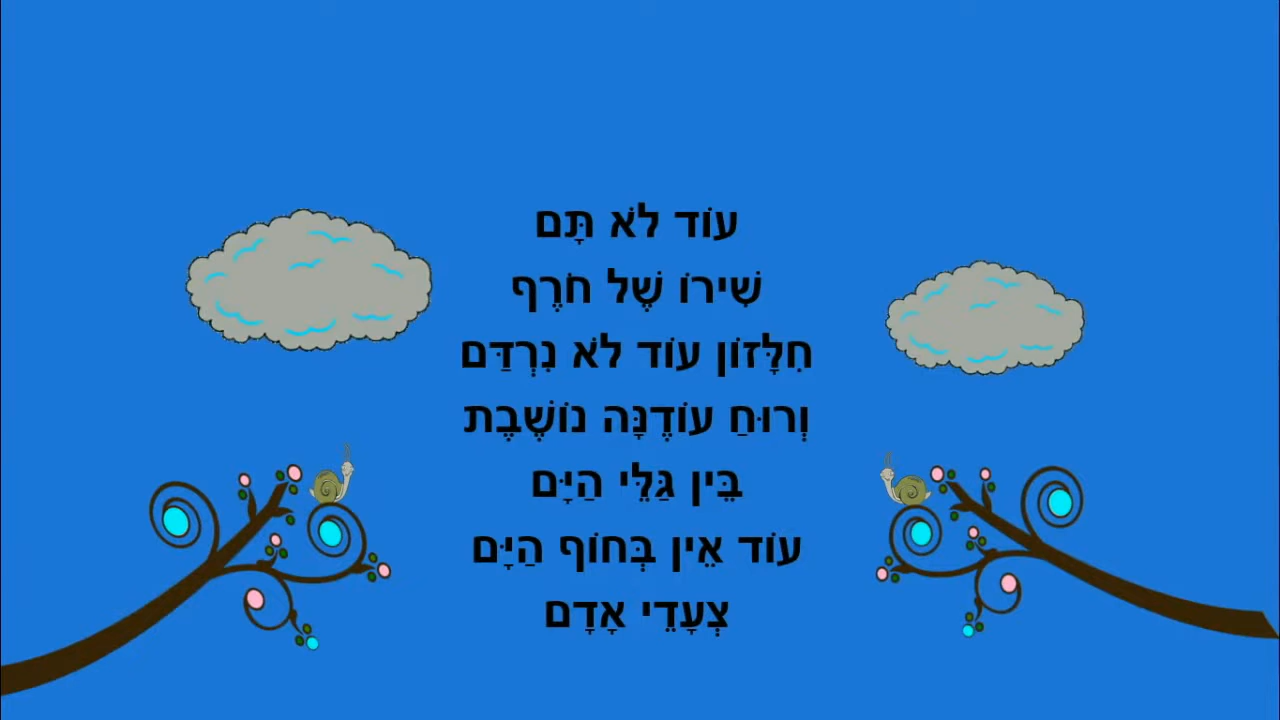 עוֹד לֹא תָּם
שִׁירוֹ שֶׁל חֹרֶף
חִלָּזוֹן עוֹד לֹא נִרְדַּם
וְרוּחַ עוֹדֶנָּה נוֹשֶׁבֶת
בֵּין גַּלֵּי הַיָּם
עוֹד אֵין בְּחוֹף הַיָּם
צְעָדֵי אָדָם